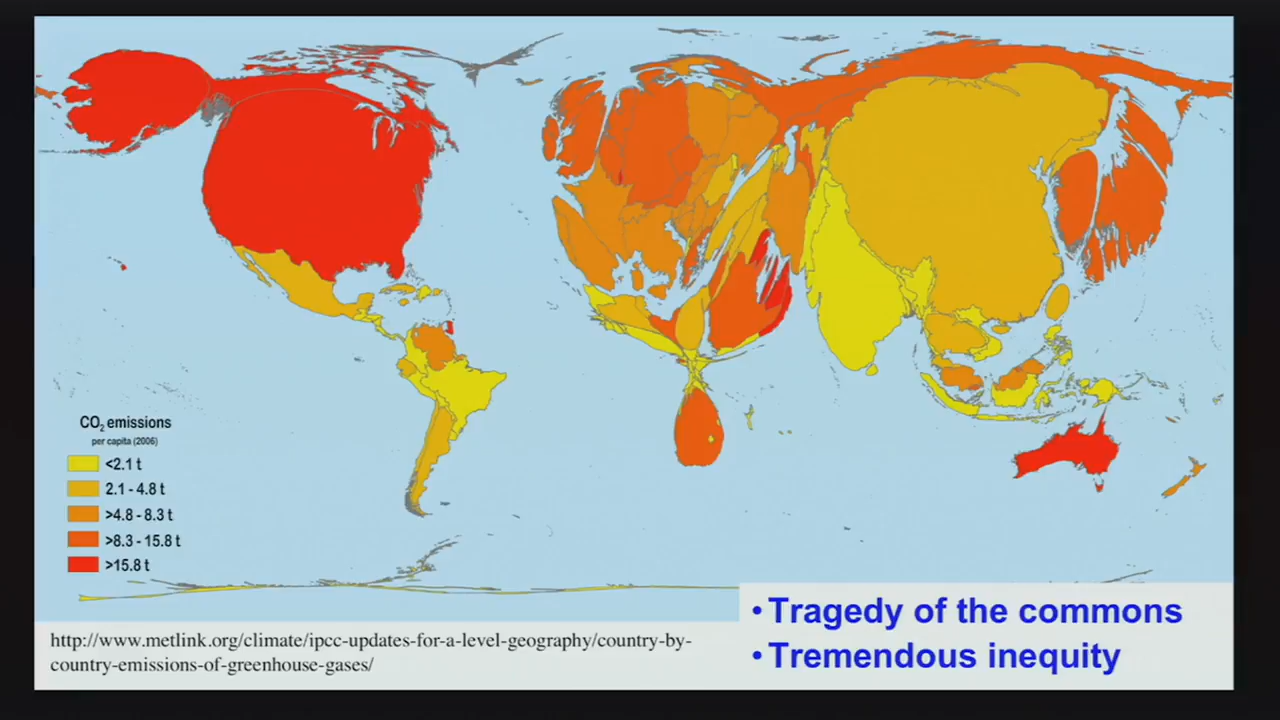 CO₂ emissions
per capita (2006)
<2.1 t
2.1 - 4.8 t
>4.8 - 8.3 t
>8.3 - 15.8 t
>15.8 t
http://www.metlink.org/climate/ipcc-updates-for-a-level-geography/country-by-
country-emissions-of-greenhouse-gases/
• Tragedy of the commons
• Tremendous inequity